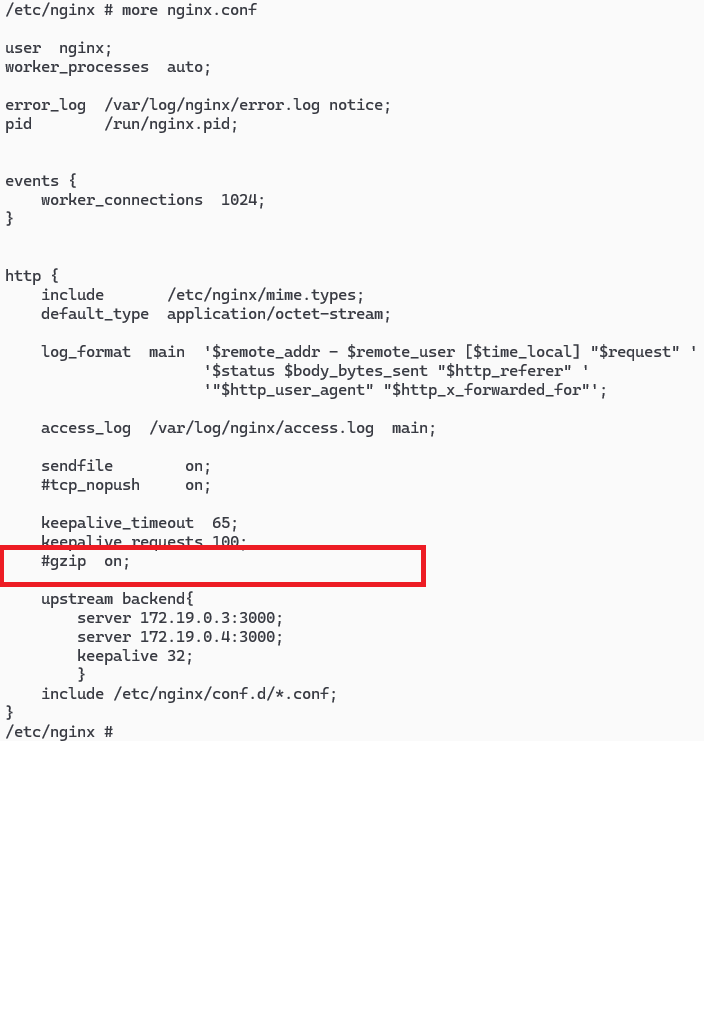 /etc/nginx # more nginx.conf
user  nginx;
worker_processes  auto;
error_log  /var/log/nginx/error.log notice;
pid        /run/nginx.pid;
events {
    worker_connections  1024;
}
http {
    include       /etc/nginx/mime.types;
    default_type  application/octet-stream;
    log_format  main  '$remote_addr - $remote_user [$time_local] "$request" '
                      '$status $body_bytes_sent "$http_referer" '
                      '"$http_user_agent" "$http_x_forwarded_for"';
    access_log  /var/log/nginx/access.log  main;
    sendfile        on;
    #tcp_nopush     on;
    keepalive_timeout  65;
    keepalive_requests 100;
    #gzip  on;
    upstream backend{
        server 172.19.0.3:3000;
        server 172.19.0.4:3000;
        keepalive 32;
        }
    include /etc/nginx/conf.d/*.conf;
}
/etc/nginx #